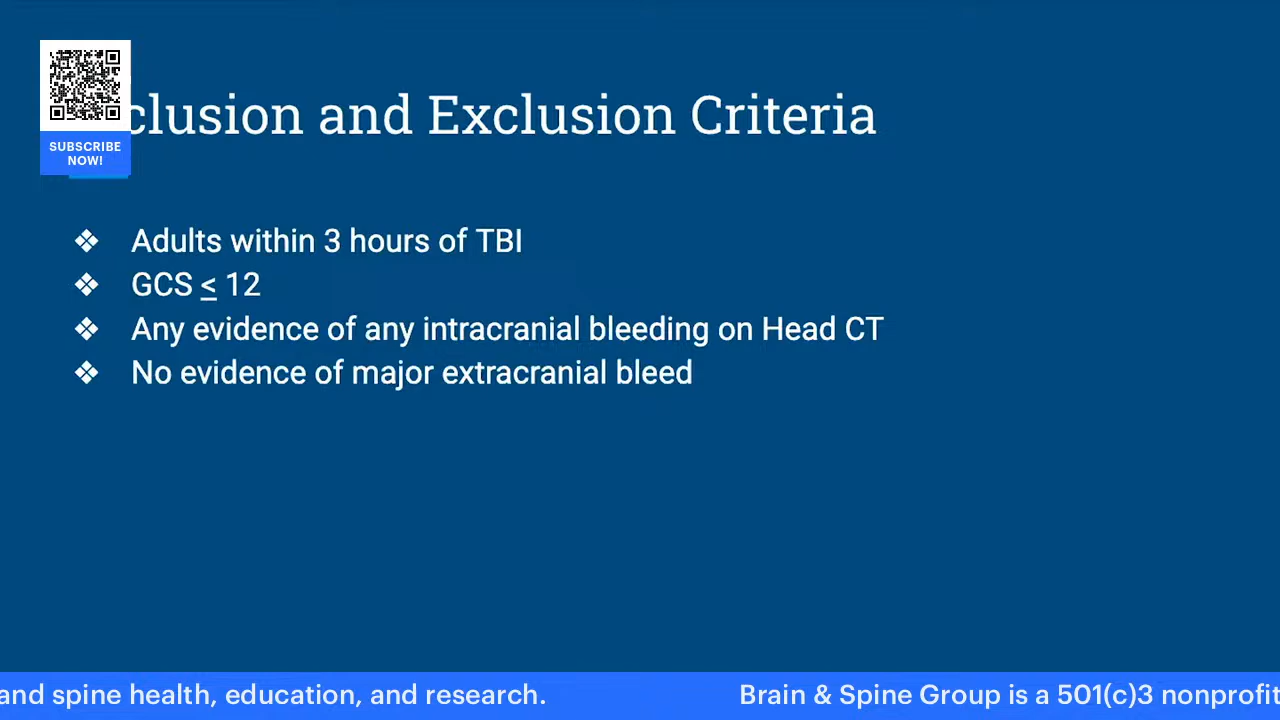 SUBSCRIBE
NOW!
clusion and Exclusion Criteria
❖ Adults within 3 hours of TBI
❖ GCS ≤ 12
❖ Any evidence of any intracranial bleeding on Head CT
❖ No evidence of major extracranial bleed
and spine health, education, and research. Brain & Spine Group is a 501(c)3 nonprofit